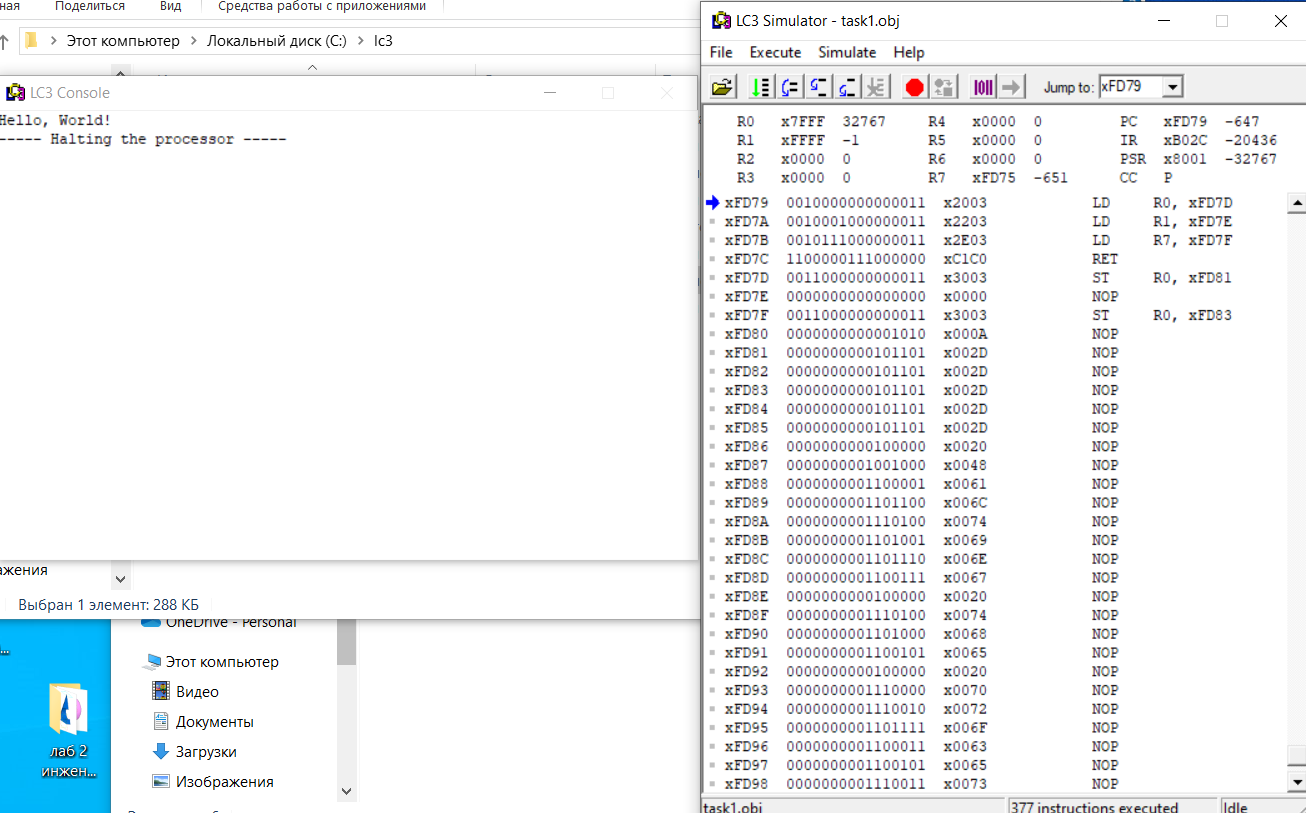 ная Поделиться Вид Средства работы с приложениями
Этот компьютер > Локальный диск (C:) > lc3
LC3 Console
Hello, World!
----- Halting the processor -----
ажения
Выбран 1 элемент: 288 КБ
OneDrive - Personal
Этот компьютер
Видео
Документы
Загрузки
Изображения
...
лаб 2
инжен...
LC3 Simulator - task1.obj
File Execute Simulate Help
Jump to: xFD79
R0 x7FFF 32767 R4 x0000 0 PC xFD79 -647
R1 xFFFF -1 R5 x0000 0 IR xB02C -20436
R2 x0000 0 R6 x0000 0 PSR x8001 -32767
R3 x0000 0 R7 xFD75 -651 CC P
xFD79 0010000000000011 x2003 LD R0, xFD7D
xFD7A 0010001000000011 x2203 LD R1, xFD7E
xFD7B 0010111000000011 x2E03 LD R7, xFD7F
xFD7C 1100000111000000 xC1C0 RET
xFD7D 0011000000000011 x3003 ST R0, xFD81
xFD7E 0000000000000000 x0000 NOP
xFD7F 0011000000000011 x3003 ST R0, xFD83
xFD80 0000000000001010 x000A NOP
xFD81 0000000000101101 x002D NOP
xFD82 0000000000101101 x002D NOP
xFD83 0000000000101101 x002D NOP
xFD84 0000000000101101 x002D NOP
xFD85 0000000000101101 x002D NOP
xFD86 0000000000100000 x0020 NOP
xFD87 0000000001001000 x0048 NOP
xFD88 0000000001100001 x0061 NOP
xFD89 0000000001101100 x006C NOP
xFD8A 0000000001110100 x0074 NOP
xFD8B 0000000001101001 x0069 NOP
xFD8C 0000000001101110 x006E NOP
xFD8D 0000000001100111 x0067 NOP
xFD8E 0000000000100000 x0020 NOP
xFD8F 0000000001110100 x0074 NOP
xFD90 0000000001101000 x0068 NOP
xFD91 0000000001100101 x0065 NOP
xFD92 0000000000100000 x0020 NOP
xFD93 0000000001110000 x0070 NOP
xFD94 0000000001110010 x0072 NOP
xFD95 0000000001101111 x006F NOP
xFD96 0000000001100011 x0063 NOP
xFD97 0000000001100101 x0065 NOP
xFD98 0000000001110011 x0073 NOP
task1.obj 377 instructions executed Idle